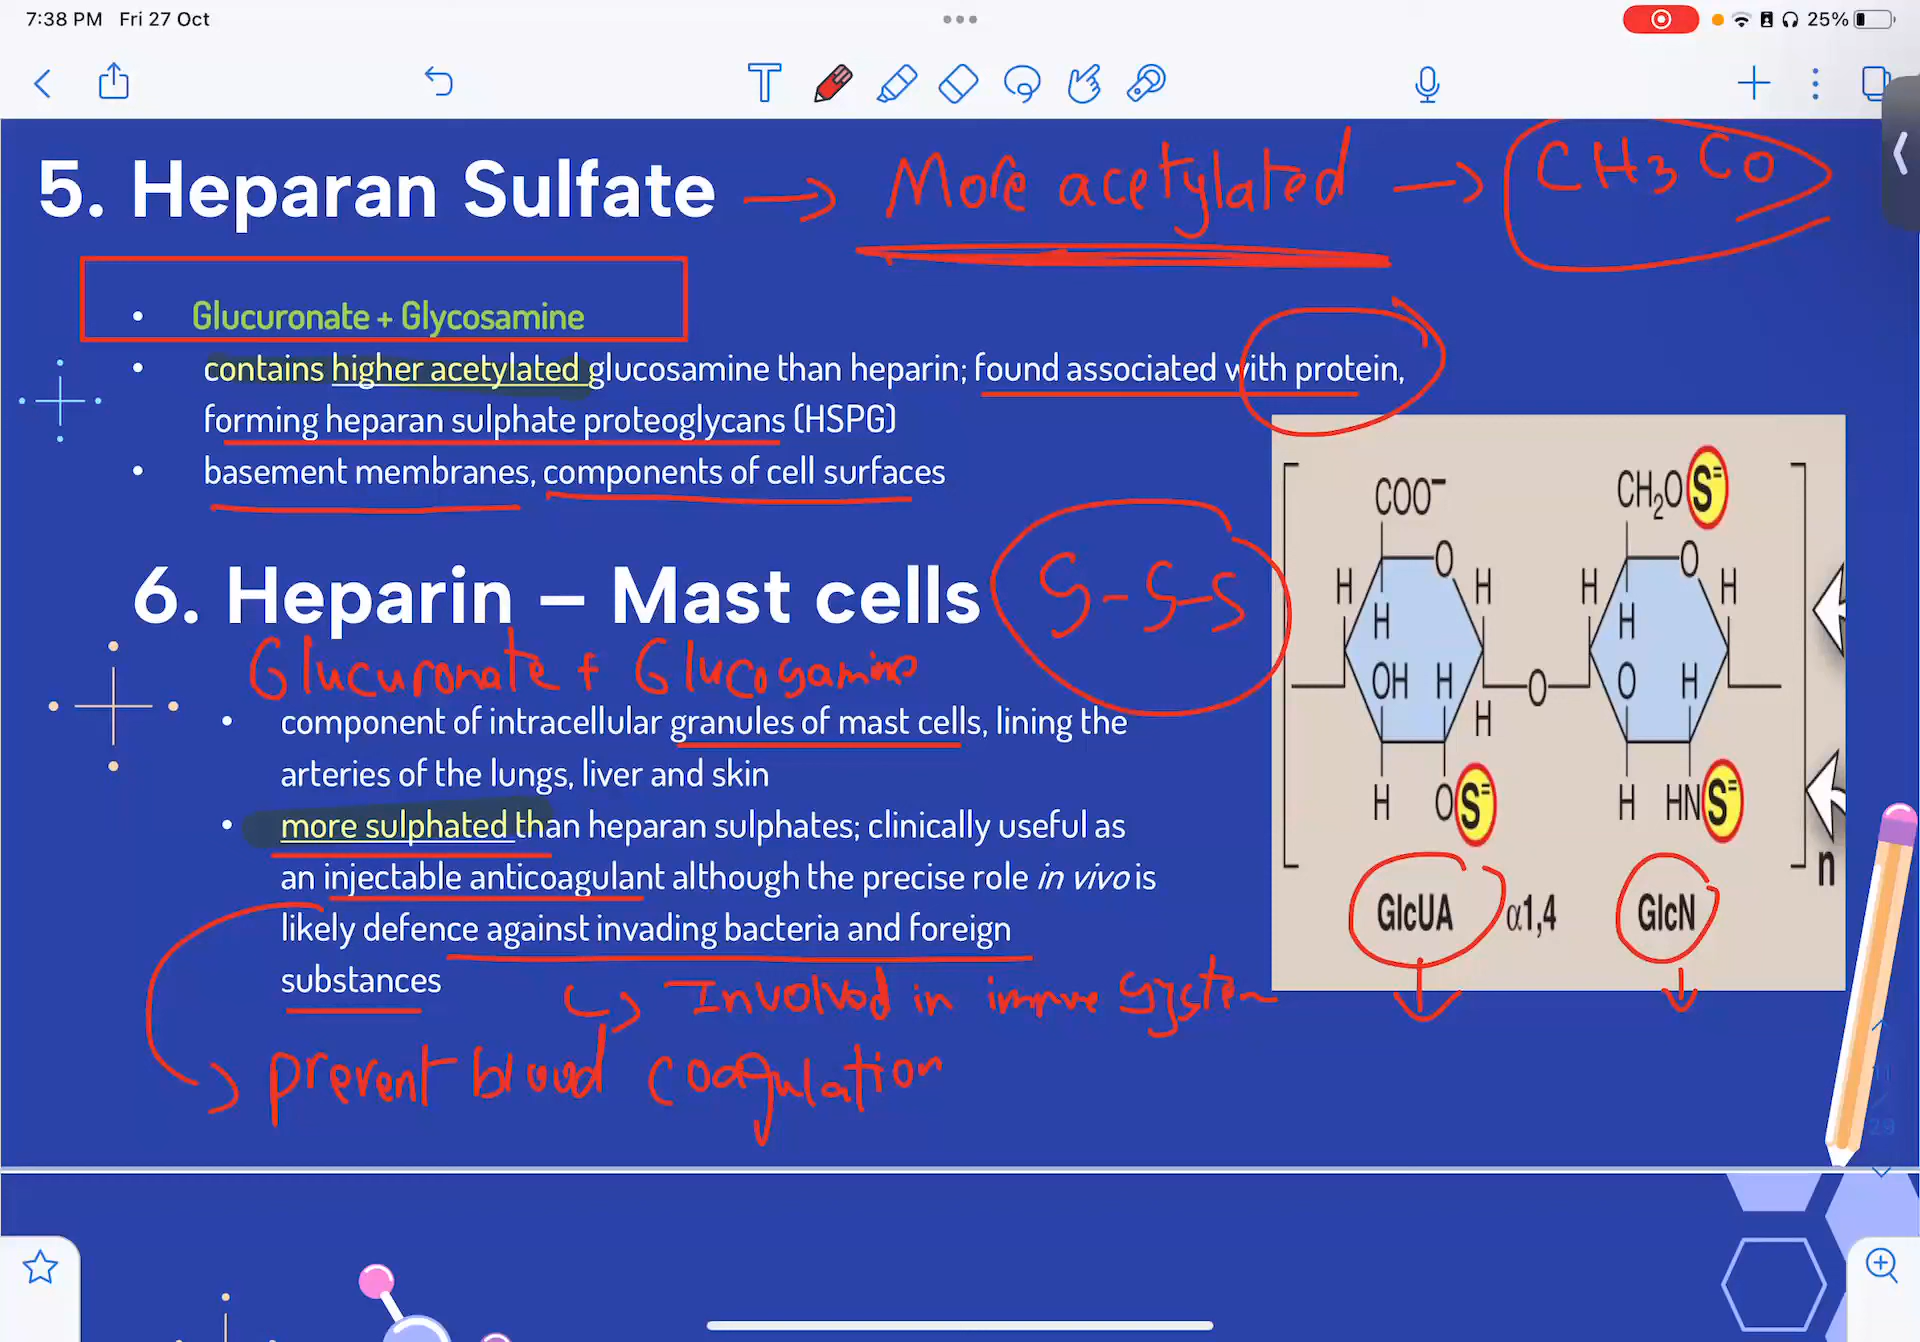 7:38 PM Fri 27 Oct
25%
5. Heparan Sulfate → More acetylated → CH3CO
• Glucuronate + Glycosamine
• contains higher acetylated glucosamine than heparin; found associated with protein,
forming heparan sulphate proteoglycans (HSPG)
• basement membranes, components of cell surfaces
6. Heparin – Mast cells
S-S-S
Glucuronate + Glucosamine
• component of intracellular granules of mast cells, lining the
arteries of the lungs, liver and skin
• more sulphated than heparan sulphates; clinically useful as
an injectable anticoagulant although the precise role in vivo is
likely defence against invading bacteria and foreign
substances
Involved in immune system
prevent blood coagulation
COO⁻ CH₂O S=
O O
H H H H
H H
OH H O H
O
H
H O S= H HN S=
n
GlcUA α1,4 GlcN
11
29